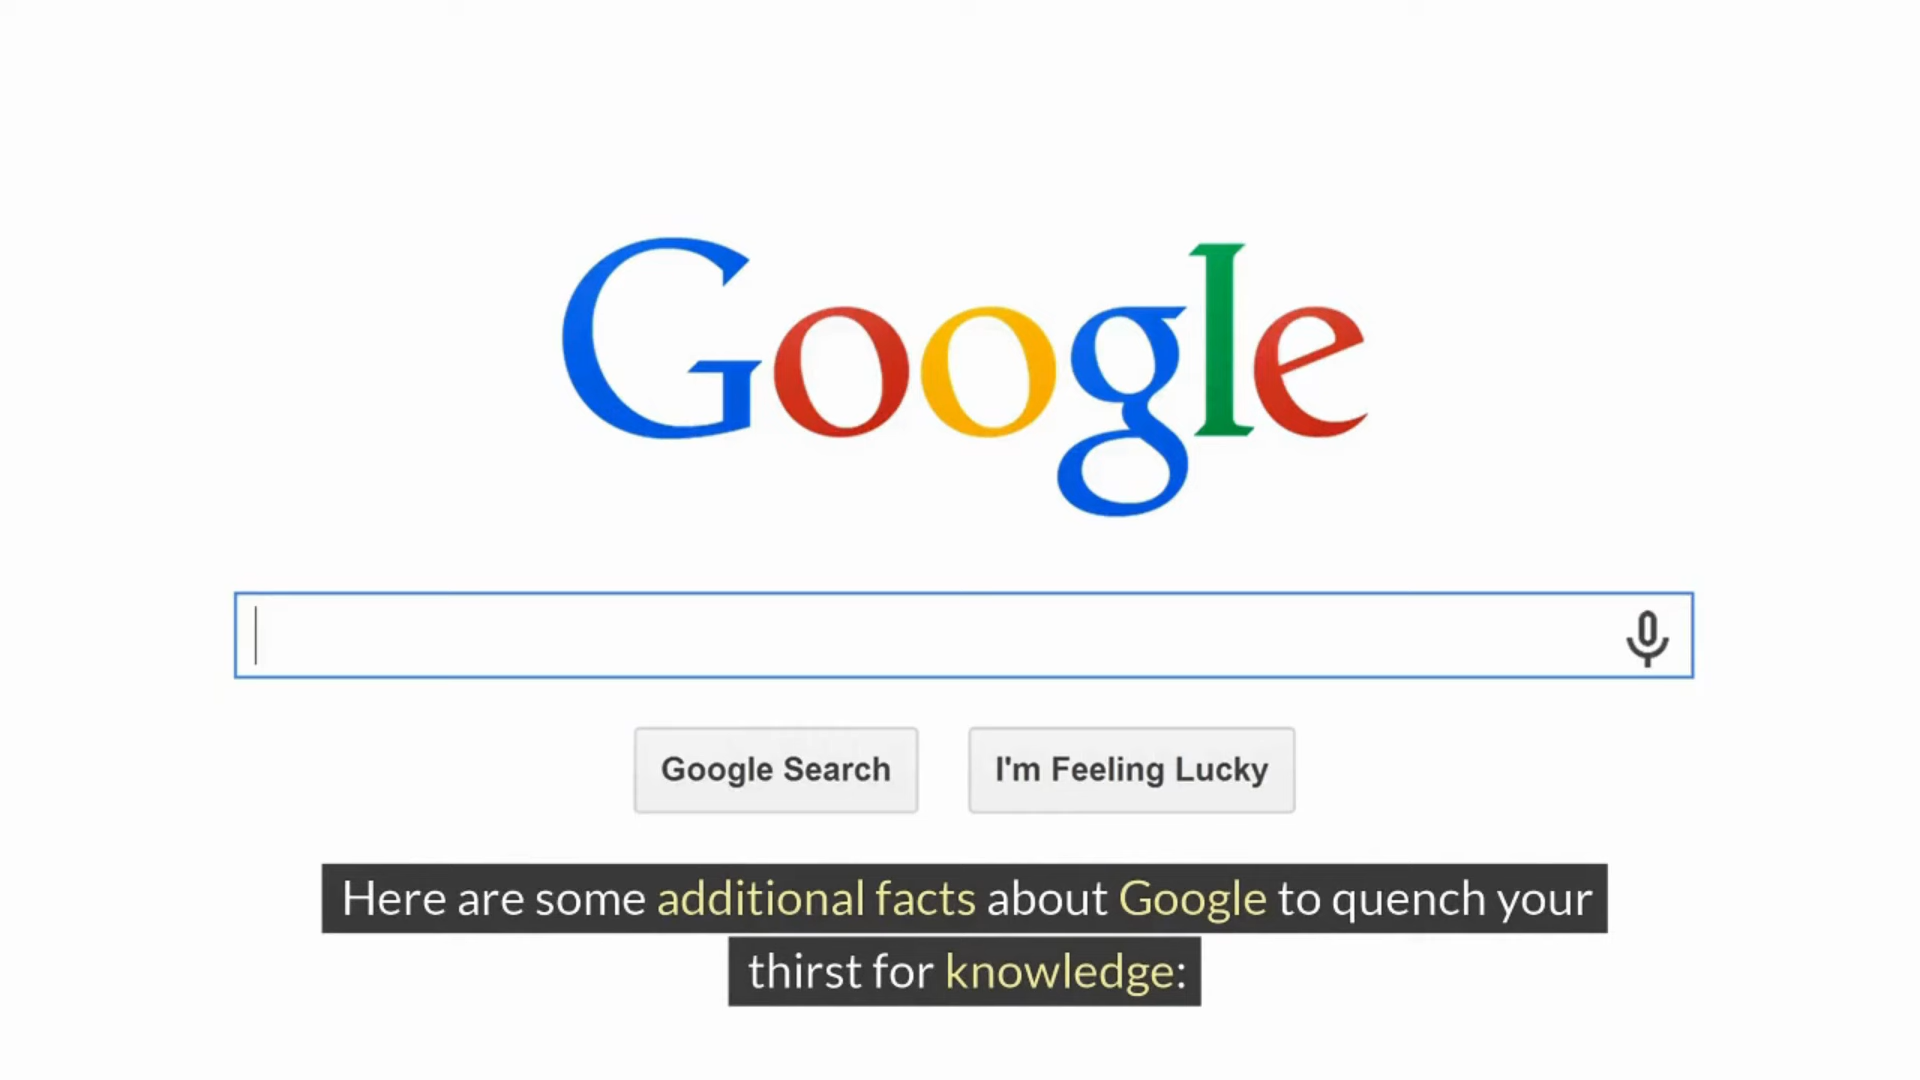 Google
Google Search
I'm Feeling Lucky
Here are some additional facts about Google to quench your
thirst for knowledge: